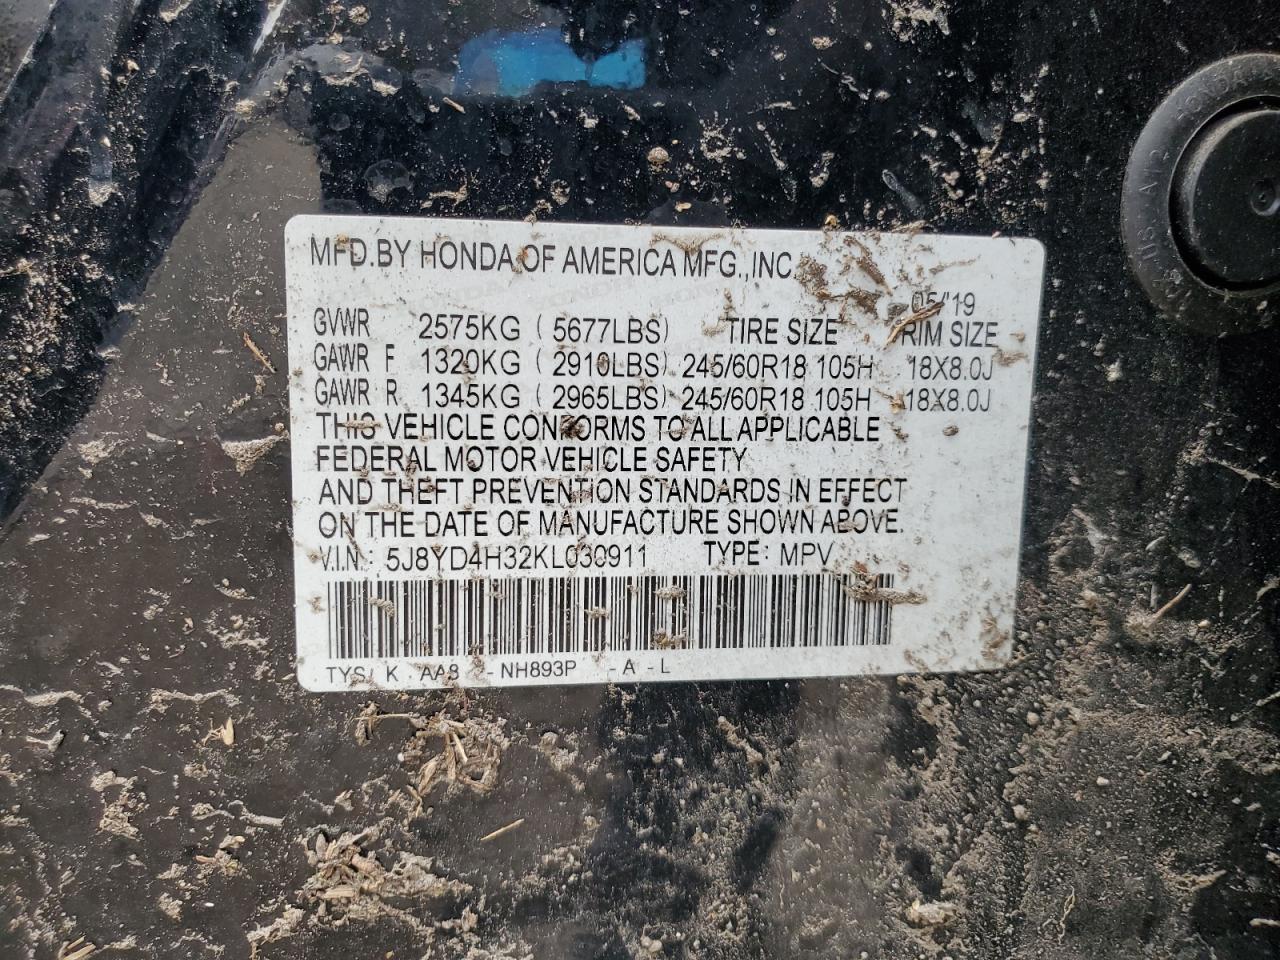 MFD.BY HONDA OF AMERICA MFG.,INC.
05/'19
GVWR 2575KG ( 5677LBS) TIRE SIZE RIM SIZE
GAWR F 1320KG ( 2910LBS) 245/60R18 105H 18X8.0J
GAWR R 1345KG ( 2965LBS) 245/60R18 105H 18X8.0J
THIS VEHICLE CONFORMS TO ALL APPLICABLE
FEDERAL MOTOR VEHICLE SAFETY
AND THEFT PREVENTION STANDARDS IN EFFECT
ON THE DATE OF MANUFACTURE SHOWN ABOVE.
V.I.N.: 5J8YD4H32KL030911 TYPE: MPV
TYS K AA8 - NH893P - A - L